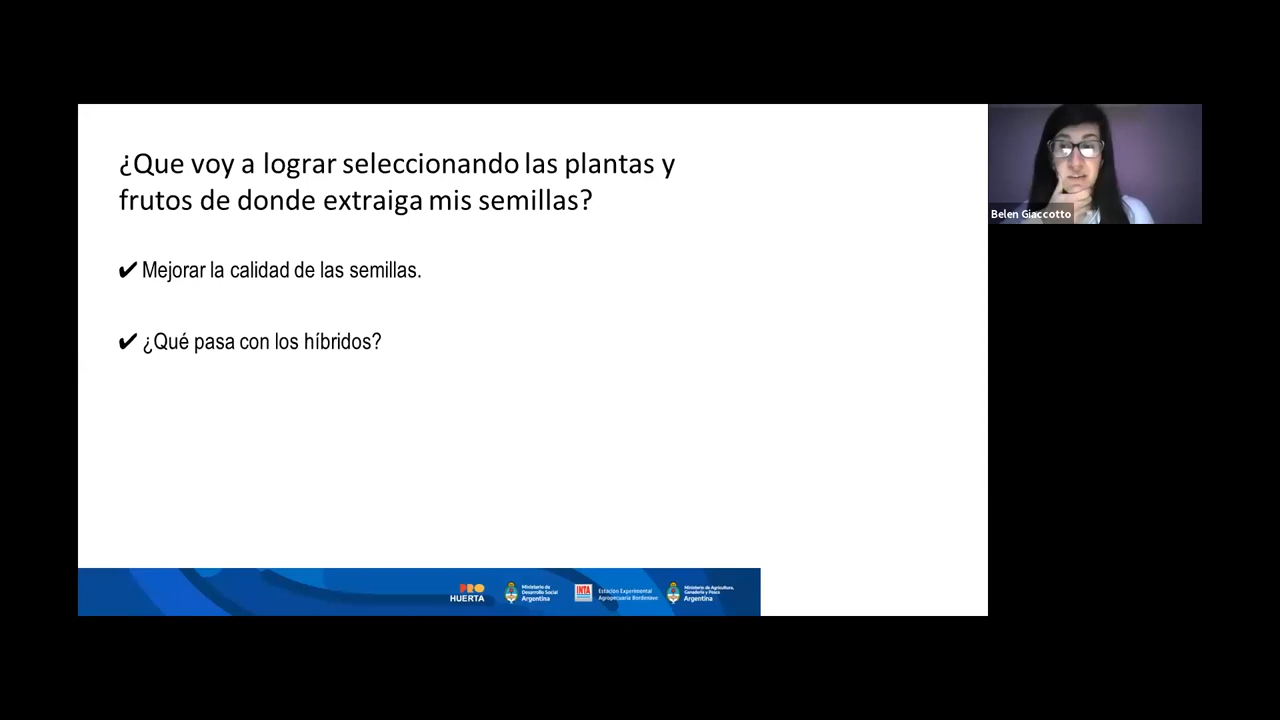 ¿Que voy a lograr seleccionando las plantas y
frutos de donde extraiga mis semillas?
✔ Mejorar la calidad de las semillas.
✔ ¿Qué pasa con los híbridos?
Belen Giaccotto
PRO
HUERTA
Ministerio de
Desarrollo Social
Argentina
INTA
Estación Experimental
Agropecuaria Bordenave
Ministerio de Agricultura,
Ganadería y Pesca
Argentina